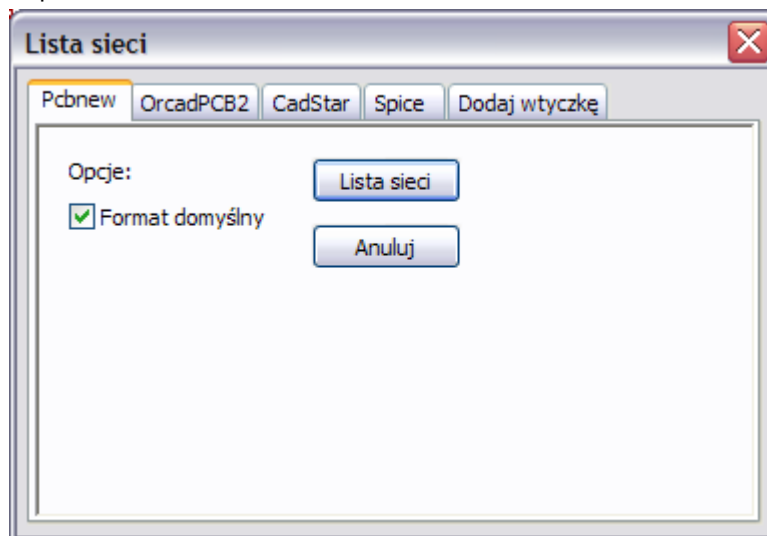 Lista sieci
Pcbnew OrcadPCB2 CadStar Spice Dodaj wtyczkę
Opcje: Lista sieci
Format domyślny
Anuluj